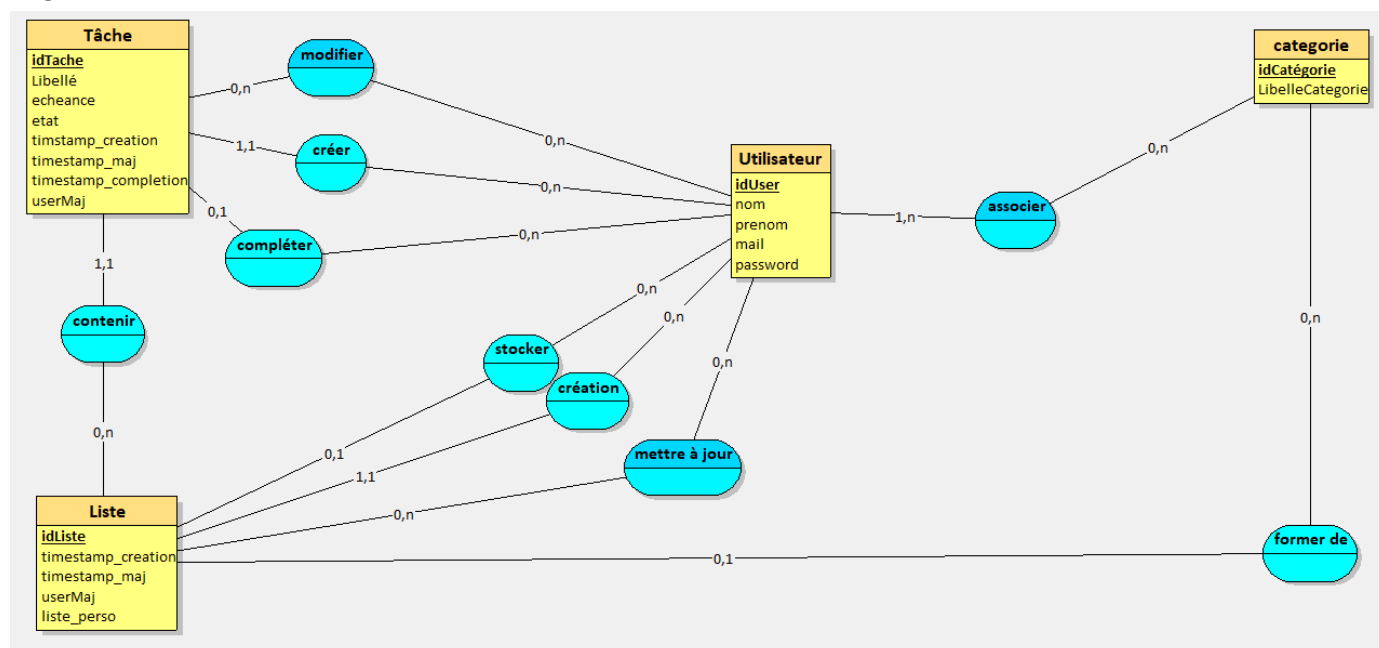 Tâche
idTache
Libellé
echeance
etat
timstamp_creation
timestamp_maj
timestamp_completion
userMaj
modifier
0,n
0,n
créer
1,1
0,n
compléter
0,1
0,n
Utilisateur
idUser
nom
prenom
mail
password
categorie
idCatégorie
LibelleCategorie
associer
1,n
0,n
contenir
1,1
0,n
stocker
0,n
0,1
création
0,n
1,1
mettre à jour
0,n
0,n
former de
0,n
0,1
Liste
idListe
timestamp_creation
timestamp_maj
userMaj
liste_perso